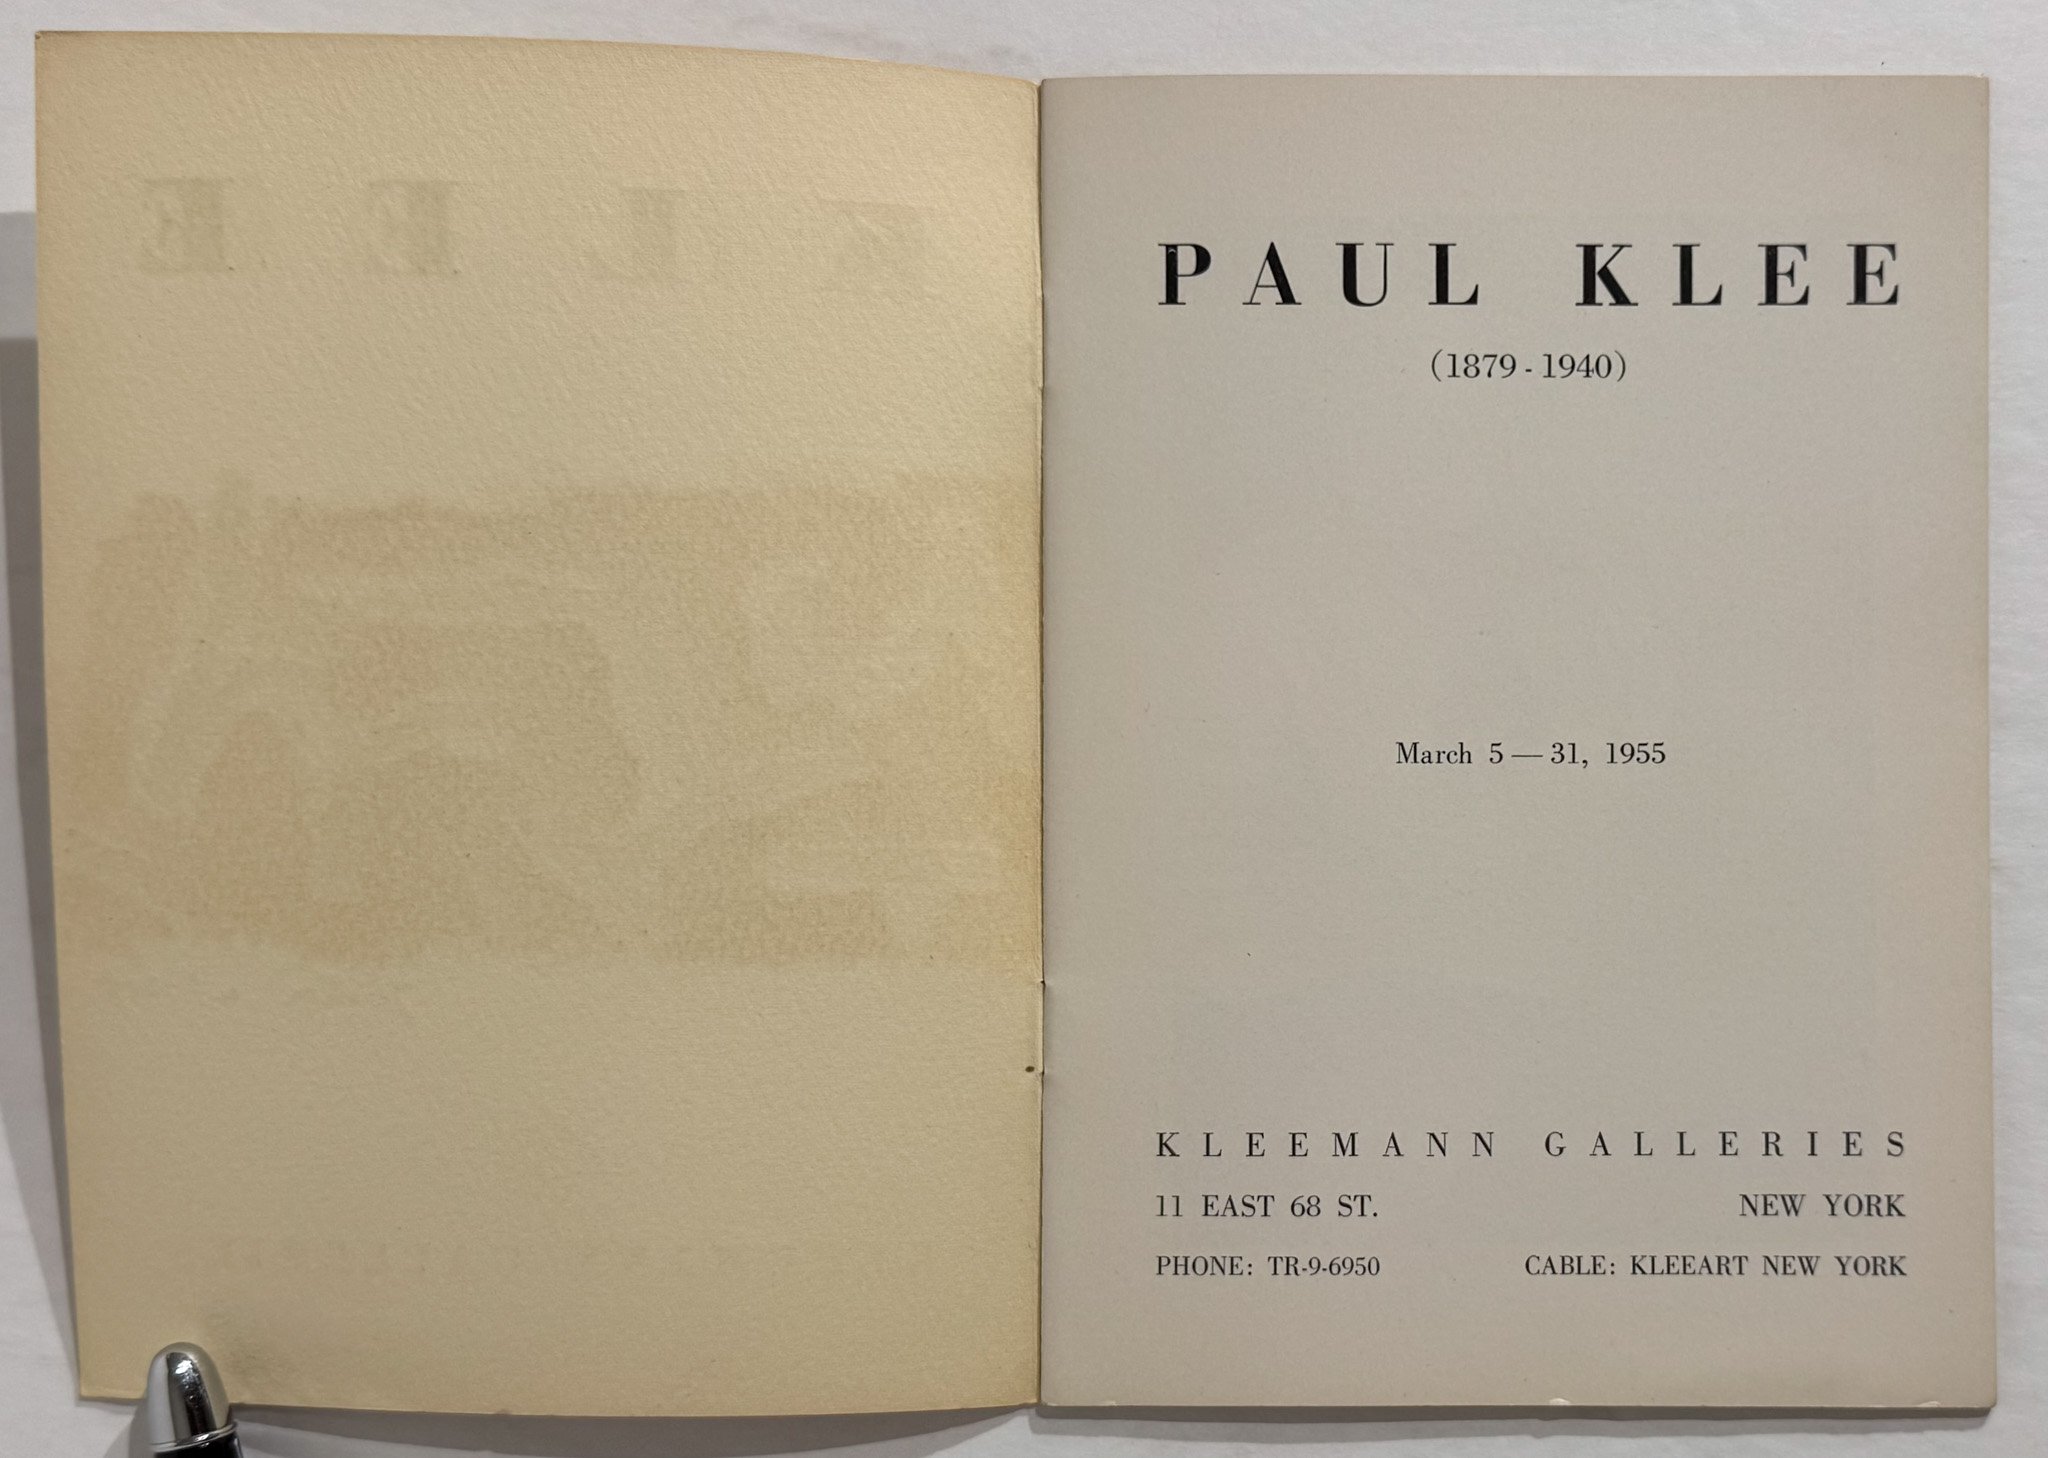 PAUL KLEE
(1879-1940)
March 5—31, 1955
KLEEMANN GALLERIES
11 EAST 68 ST. NEW YORK
PHONE: TR-9-6950 CABLE: KLEEART NEW YORK